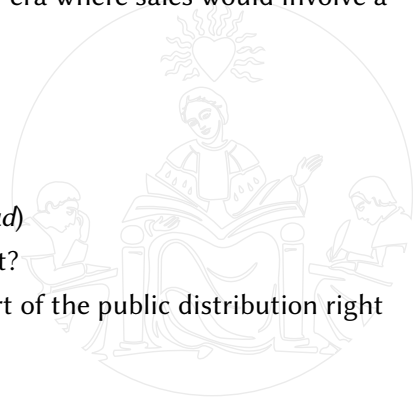 era where sales would involve a
d)
t?
rt of the public distribution right